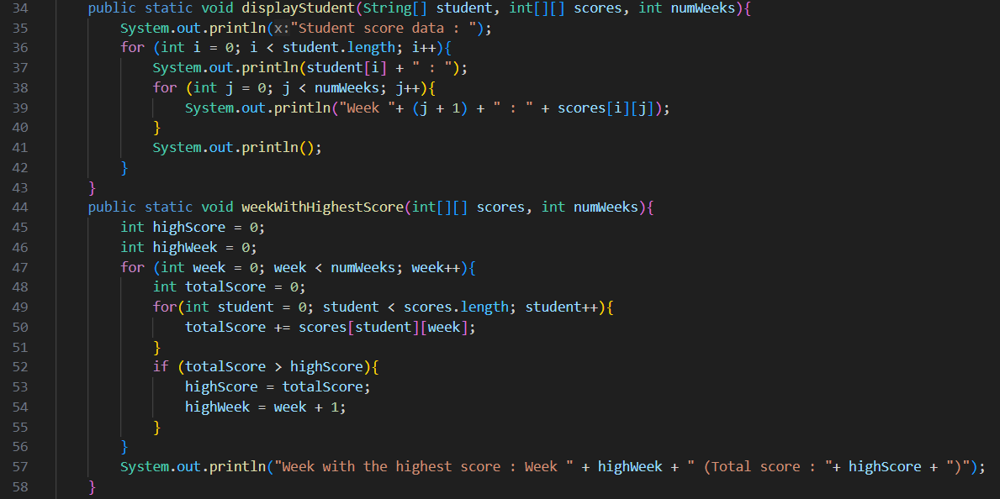 34 public static void displayStudent(String[] student, int[][] scores, int numWeeks){
35 System.out.println(x:"Student score data : ");
36 for (int i = 0; i < student.length; i++){
37 System.out.println(student[i] + " : ");
38 for (int j = 0; j < numWeeks; j++){
39 System.out.println("Week "+ (j + 1) + " : " + scores[i][j]);
40 }
41 System.out.println();
42 }
43 }
44 public static void weekWithHighestScore(int[][] scores, int numWeeks){
45 int highScore = 0;
46 int highWeek = 0;
47 for (int week = 0; week < numWeeks; week++){
48 int totalScore = 0;
49 for(int student = 0; student < scores.length; student++){
50 totalScore += scores[student][week];
51 }
52 if (totalScore > highScore){
53 highScore = totalScore;
54 highWeek = week + 1;
55 }
56 }
57 System.out.println("Week with the highest score : Week " + highWeek + " (Total score : "+ highScore + ")");
58 }